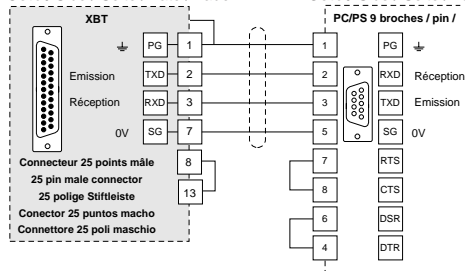 XBT
PC/PS 9 broches / pin /
PG 1 1 PG
Emission TXD 2 2 RXD Réception
Réception RXD 3 3 TXD Emission
0V SG 7 5 SG 0V
8 7 RTS
13 8 CTS
6 DSR
4 DTR
Connecteur 25 points mâle
25 pin male connector
25 polige Stiftleiste
Conector 25 puntos macho
Connettore 25 poli maschio